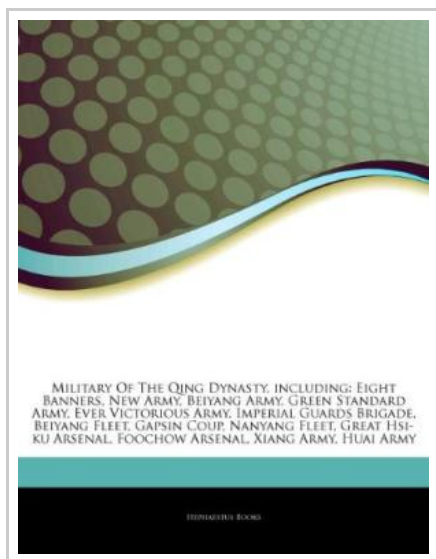 MILITARY OF THE QING DYNASTY, INCLUDING: EIGHT
BANNERS, NEW ARMY, BEIYANG ARMY, GREEN STANDARD
ARMY, EVER VICTORIOUS ARMY, IMPERIAL GUARDS BRIGADE,
BEIYANG FLEET, GAPSIN COUP, NANYANG FLEET, GREAT HSI-
KU ARSENAL, FOOCHOW ARSENAL, XIANG ARMY, HUAI ARMY
HEPHAESTUS BOOKS